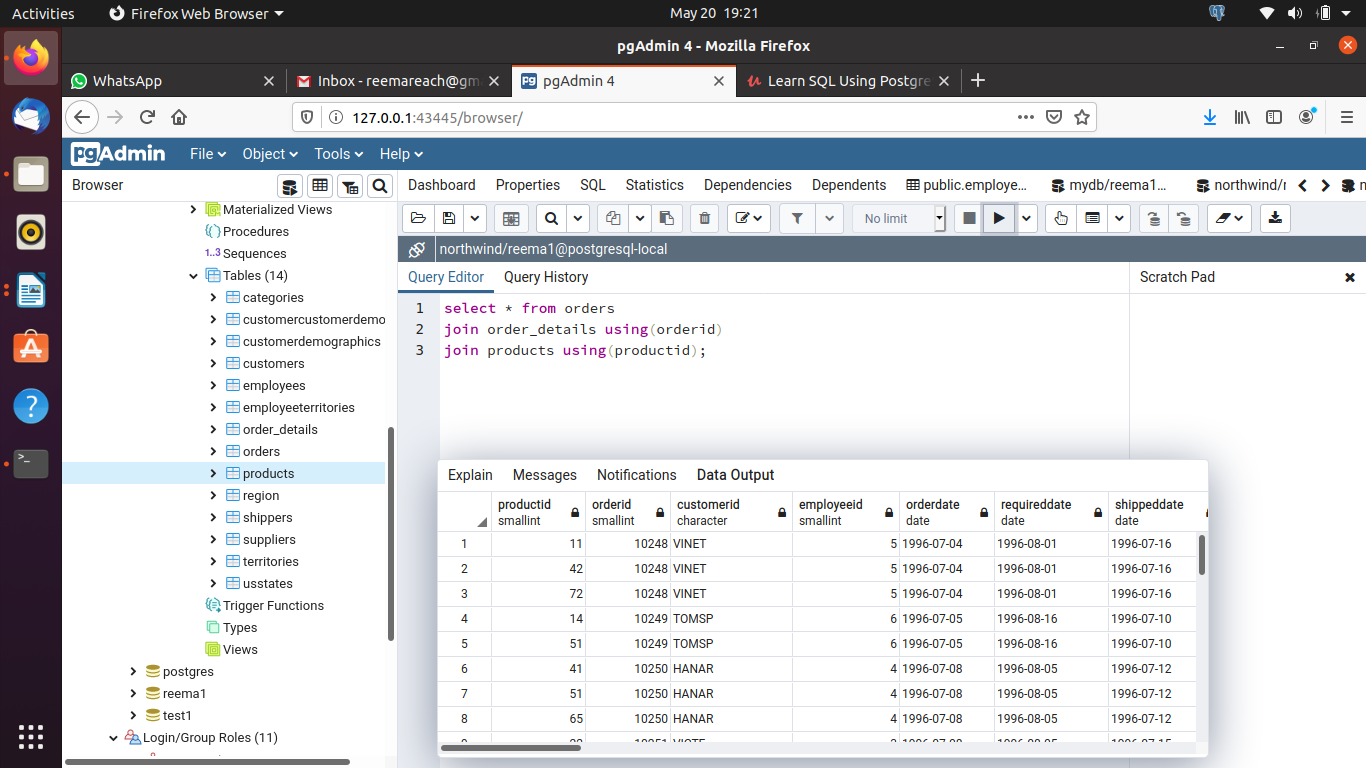 Activities Firefox Web Browser May 20 19:21
pgAdmin 4 - Mozilla Firefox
WhatsApp Inbox - reemareach@gm pgAdmin 4 Learn SQL Using Postgre
127.0.0.1:43445/browser/
pgAdmin File Object Tools Help
Browser
Dashboard Properties SQL Statistics Dependencies Dependents public.employe... mydb/reema1... northwind/r
No limit
northwind/reema1@postgresql-local
Query Editor Query History Scratch Pad
Materialized Views
Procedures
1..3 Sequences
Tables (14)
categories
customercustomerdemo
customerdemographics
customers
employees
employeeterritories
order_details
orders
products
region
shippers
suppliers
territories
usstates
Trigger Functions
Types
Views
postgres
reema1
test1
Login/Group Roles (11)
1 select * from orders
2 join order_details using(orderid)
3 join products using(productid);
Explain Messages Notifications Data Output
productid orderid customerid employeeid orderdate requireddate shippeddate
smallint smallint character smallint date date date
1 11 10248 VINET 5 1996-07-04 1996-08-01 1996-07-16
2 42 10248 VINET 5 1996-07-04 1996-08-01 1996-07-16
3 72 10248 VINET 5 1996-07-04 1996-08-01 1996-07-16
4 14 10249 TOMSP 6 1996-07-05 1996-08-16 1996-07-10
5 51 10249 TOMSP 6 1996-07-05 1996-08-16 1996-07-10
6 41 10250 HANAR 4 1996-07-08 1996-08-05 1996-07-12
7 51 10250 HANAR 4 1996-07-08 1996-08-05 1996-07-12
8 65 10250 HANAR 4 1996-07-08 1996-08-05 1996-07-12